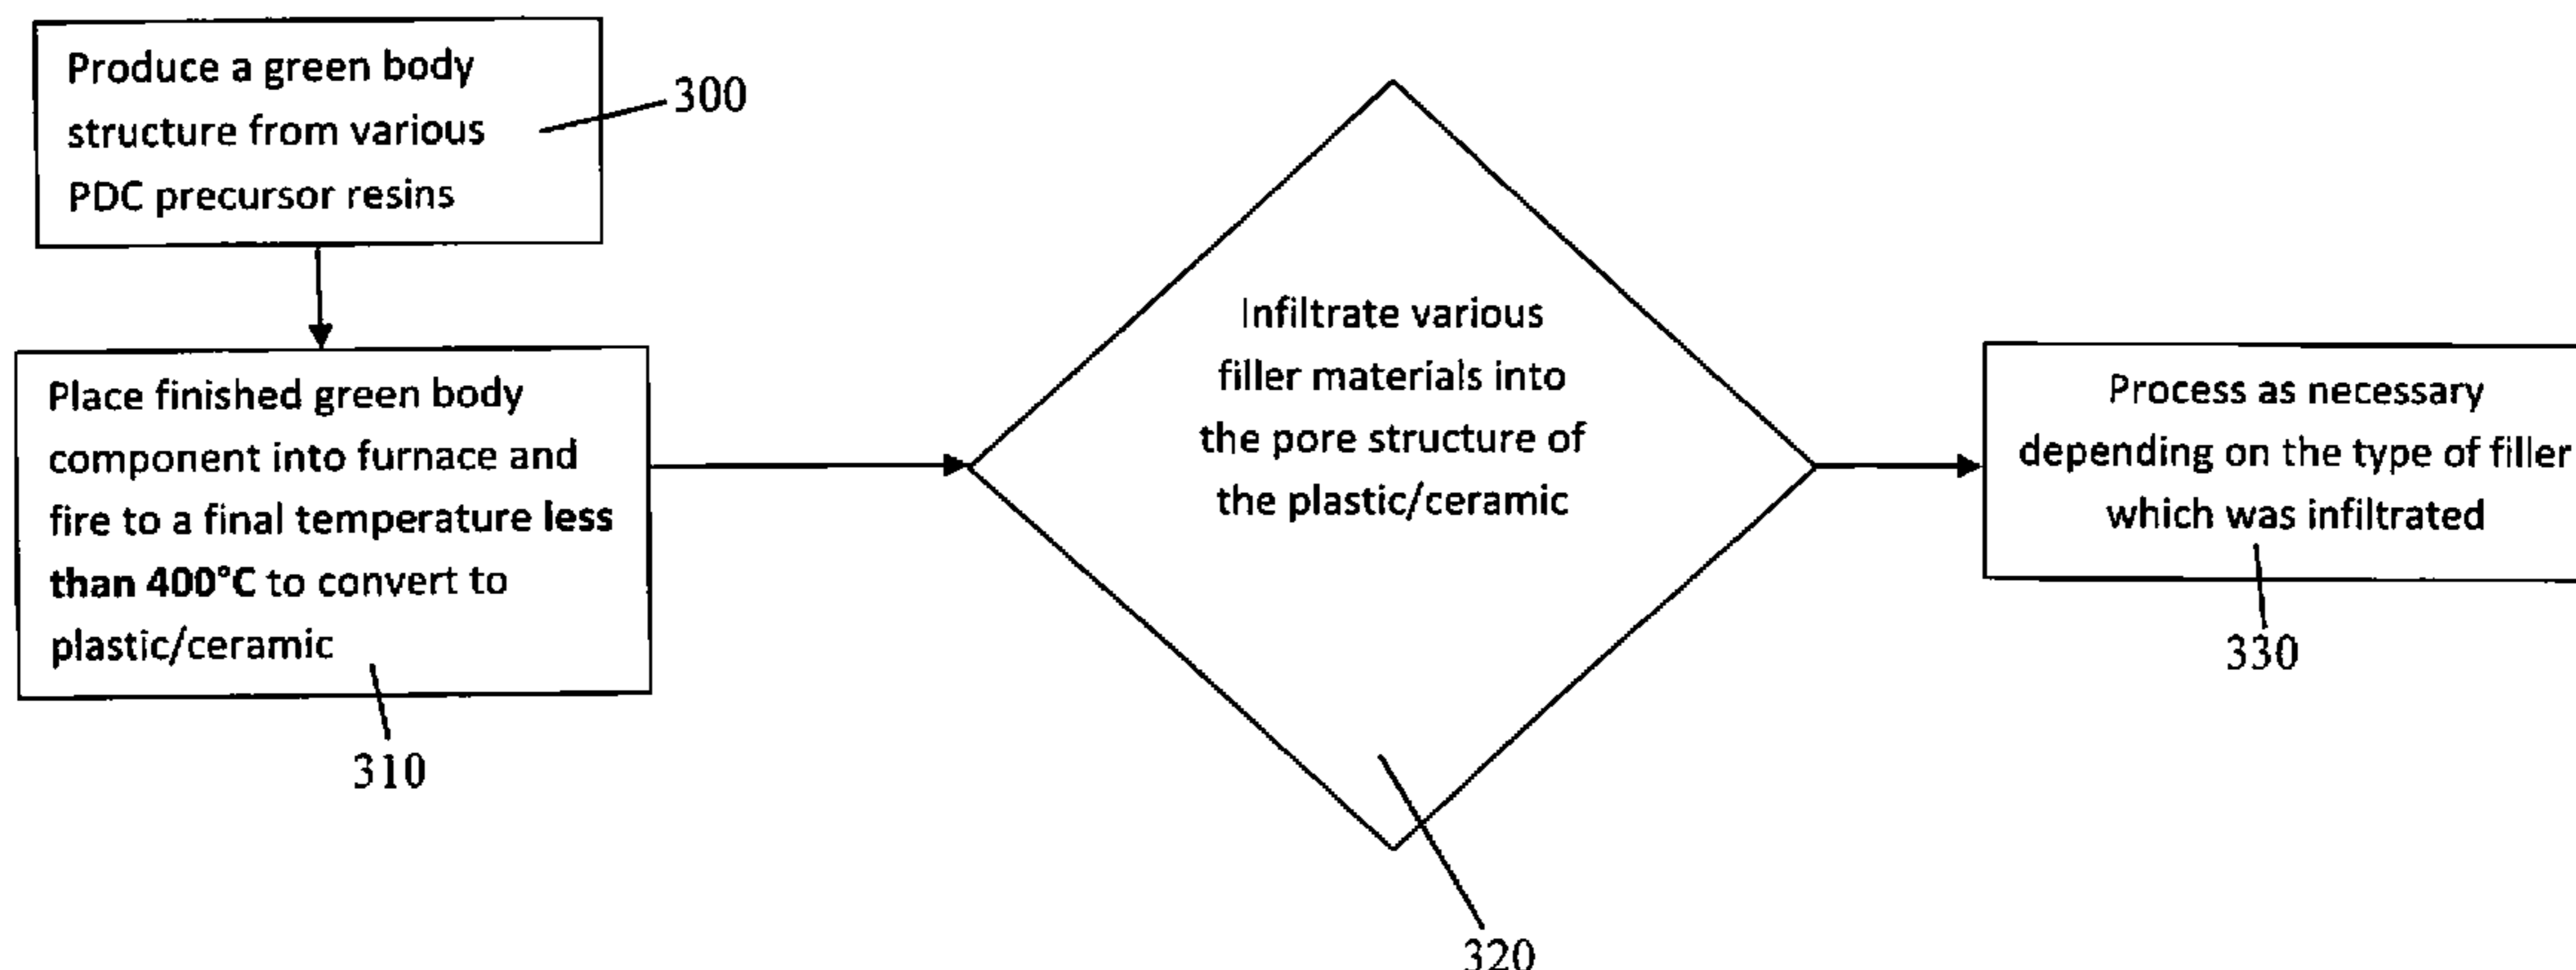 Produce a green body
structure from various
PDC precursor resins
300
Place finished green body
component into furnace and
fire to a final temperature less
than 400°C to convert to
plastic/ceramic
310
Infiltrate various
filler materials into
the pore structure of
the plastic/ceramic
320
Process as necessary
depending on the type of filler
which was infiltrated
330